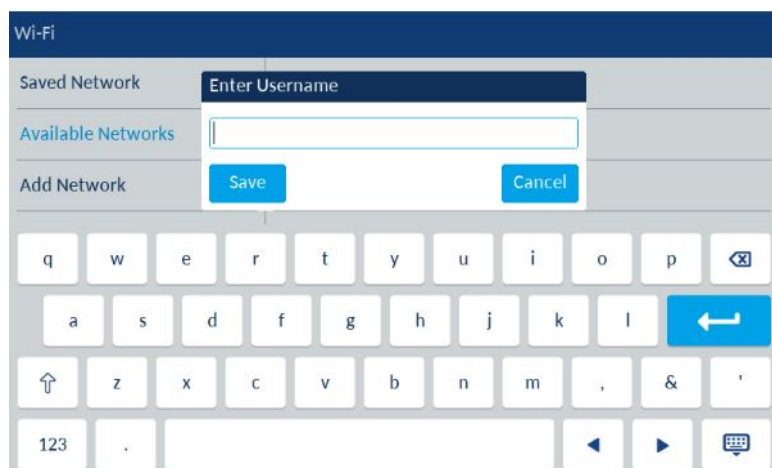 Wi-Fi
Saved Network
Enter Username
Available Networks
Add Network
Save
Cancel
q w e r t y u i o p
a s d f g h j k l
z x c v b n m , & '
123 .